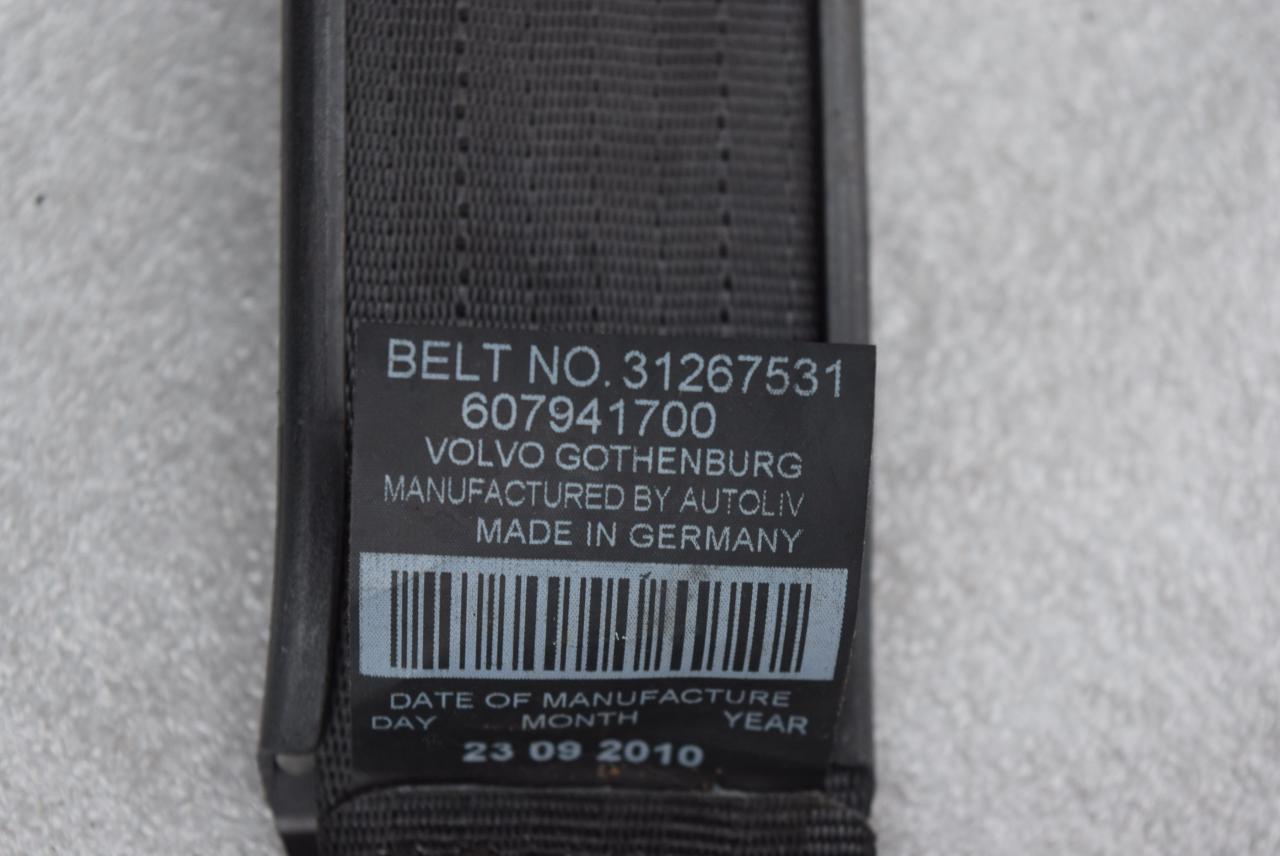 BELT NO. 31267531
607941700
VOLVO GOTHENBURG
MANUFACTURED BY AUTOLIV
MADE IN GERMANY
DATE OF MANUFACTURE
DAY MONTH YEAR
23 09 2010